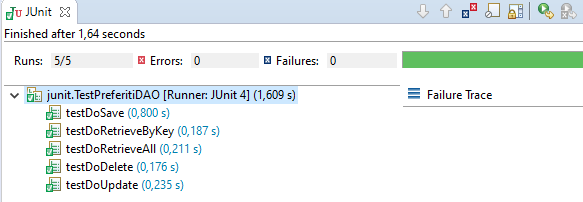 JUnit
Finished after 1,64 seconds
Runs: 5/5 Errors: 0 Failures: 0
junit.TestPreferitiDAO [Runner: JUnit 4] (1,609 s)
Failure Trace
testDoSave (0,800 s)
testDoRetrieveByKey (0,187 s)
testDoRetrieveAll (0,211 s)
testDoDelete (0,176 s)
testDoUpdate (0,235 s)